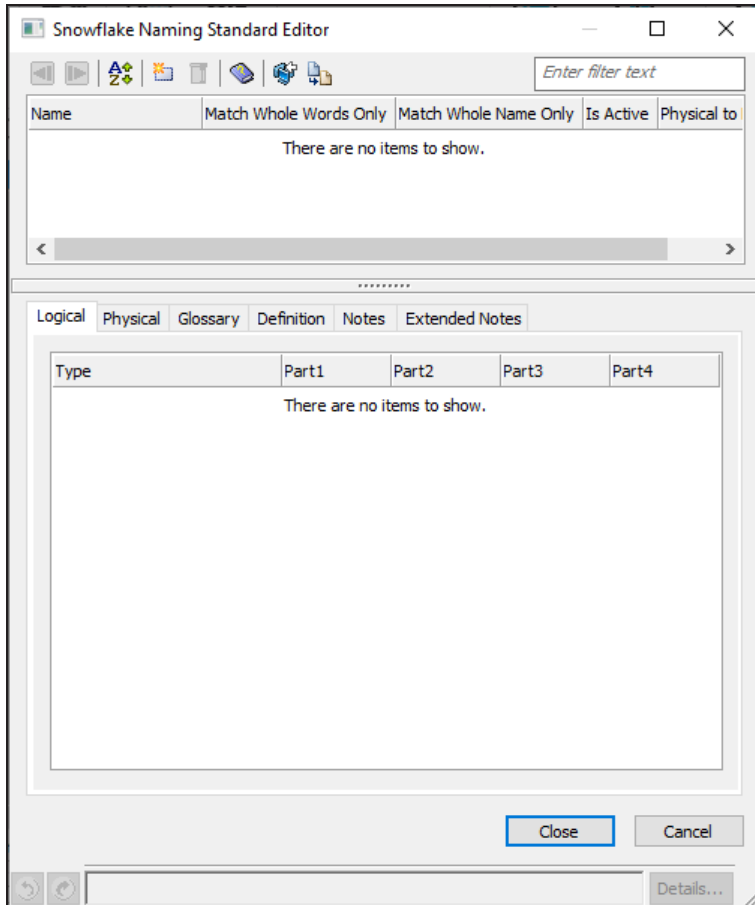 Snowflake Naming Standard Editor
Enter filter text
Name Match Whole Words Only Match Whole Name Only Is Active Physical to
There are no items to show.
Logical Physical Glossary Definition Notes Extended Notes
Type Part1 Part2 Part3 Part4
There are no items to show.
Close Cancel
Details...